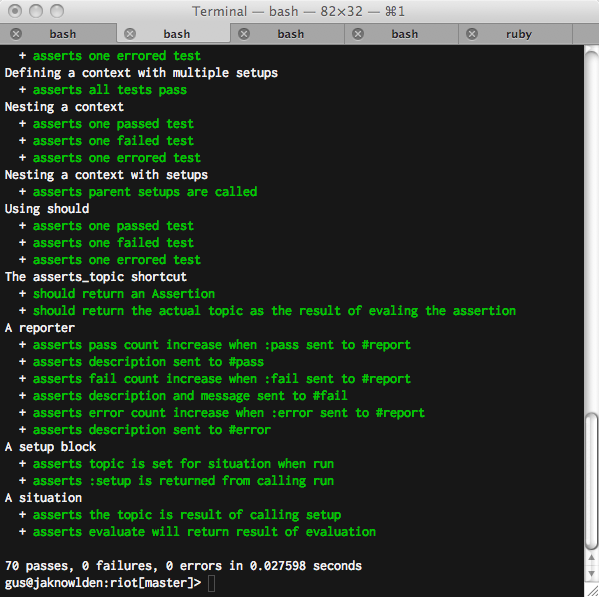 Terminal — bash — 82×32 — ⌘1
bash bash bash bash ruby
+ asserts one errored test
Defining a context with multiple setups
+ asserts all tests pass
Nesting a context
+ asserts one passed test
+ asserts one failed test
+ asserts one errored test
Nesting a context with setups
+ asserts parent setups are called
Using should
+ asserts one passed test
+ asserts one failed test
+ asserts one errored test
The asserts_topic shortcut
+ should return an Assertion
+ should return the actual topic as the result of evaling the assertion
A reporter
+ asserts pass count increase when :pass sent to #report
+ asserts description sent to #pass
+ asserts fail count increase when :fail sent to #report
+ asserts description and message sent to #fail
+ asserts error count increase when :error sent to #report
+ asserts description sent to #error
A setup block
+ asserts topic is set for situation when run
+ asserts :setup is returned from calling run
A situation
+ asserts the topic is result of calling setup
+ asserts evaluate will return result of evaluation
70 passes, 0 failures, 0 errors in 0.027598 seconds
gus@jaknowlden:riot[master]>